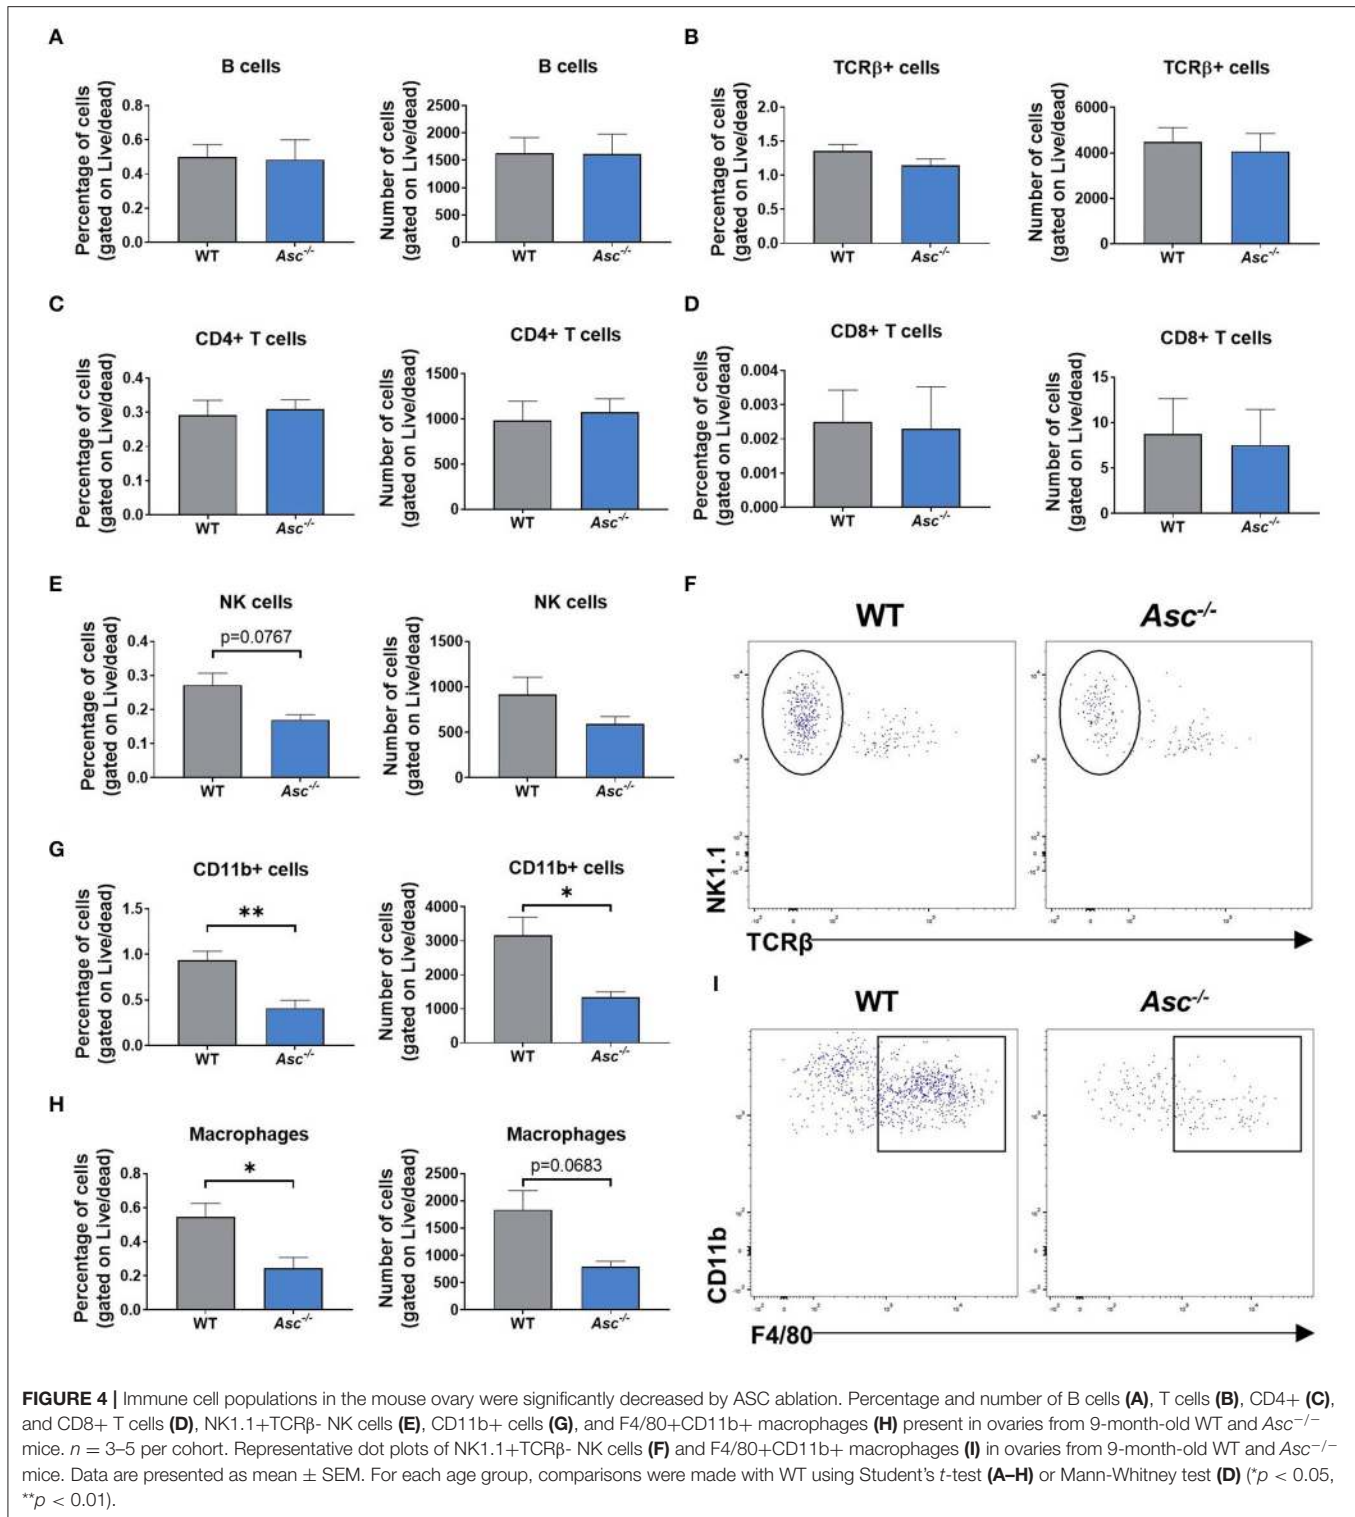 A
B cells
Percentage of cells
(gated on Live/dead)
0.8
0.6
0.4
0.2
0.0
WT
Asc-/-
B cells
Number of cells
(gated on Live/dead)
2500
2000
1500
1000
500
0
WT
Asc-/-
B
TCRβ+ cells
Percentage of cells
(gated on Live/dead)
2.0
1.5
1.0
0.5
0.0
WT
Asc-/-
TCRβ+ cells
Number of cells
(gated on Live/dead)
6000
4000
2000
0
WT
Asc-/-
C
CD4+ T cells
Percentage of cells
(gated on Live/dead)
0.4
0.3
0.2
0.1
0.0
WT
Asc-/-
CD4+ T cells
Number of cells
(gated on Live/dead)
1500
1000
500
0
WT
Asc-/-
D
CD8+ T cells
Percentage of cells
(gated on Live/dead)
0.004
0.003
0.002
0.001
0.000
WT
Asc-/-
CD8+ T cells
Number of cells
(gated on Live/dead)
15
10
5
0
WT
Asc-/-
E
NK cells
Percentage of cells
(gated on Live/dead)
p=0.0767
0.4
0.3
0.2
0.1
0.0
WT
Asc-/-
NK cells
Number of cells
(gated on Live/dead)
1500
1000
500
0
WT
Asc-/-
F
WT
Asc-/-
NK1.1
TCRβ
G
CD11b+ cells
Percentage of cells
(gated on Live/dead)
**
1.5
1.0
0.5
0.0
WT
Asc-/-
CD11b+ cells
Number of cells
(gated on Live/dead)
*
4000
3000
2000
1000
0
WT
Asc-/-
H
Macrophages
Percentage of cells
(gated on Live/dead)
*
0.8
0.6
0.4
0.2
0.0
WT
Asc-/-
Macrophages
Number of cells
(gated on Live/dead)
p=0.0683
2500
2000
1500
1000
500
0
WT
Asc-/-
I
WT
Asc-/-
CD11b
F4/80
FIGURE 4 | Immune cell populations in the mouse ovary were significantly decreased by ASC ablation. Percentage and number of B cells (A), T cells (B), CD4+ (C),
and CD8+ T cells (D), NK1.1+TCRβ- NK cells (E), CD11b+ cells (G), and F4/80+CD11b+ macrophages (H) present in ovaries from 9-month-old WT and Asc−/−
mice. n = 3–5 per cohort. Representative dot plots of NK1.1+TCRβ- NK cells (F) and F4/80+CD11b+ macrophages (I) in ovaries from 9-month-old WT and Asc−/−
mice. Data are presented as mean ± SEM. For each age group, comparisons were made with WT using Student's t-test (A–H) or Mann-Whitney test (D) (*p < 0.05,
**p < 0.01).